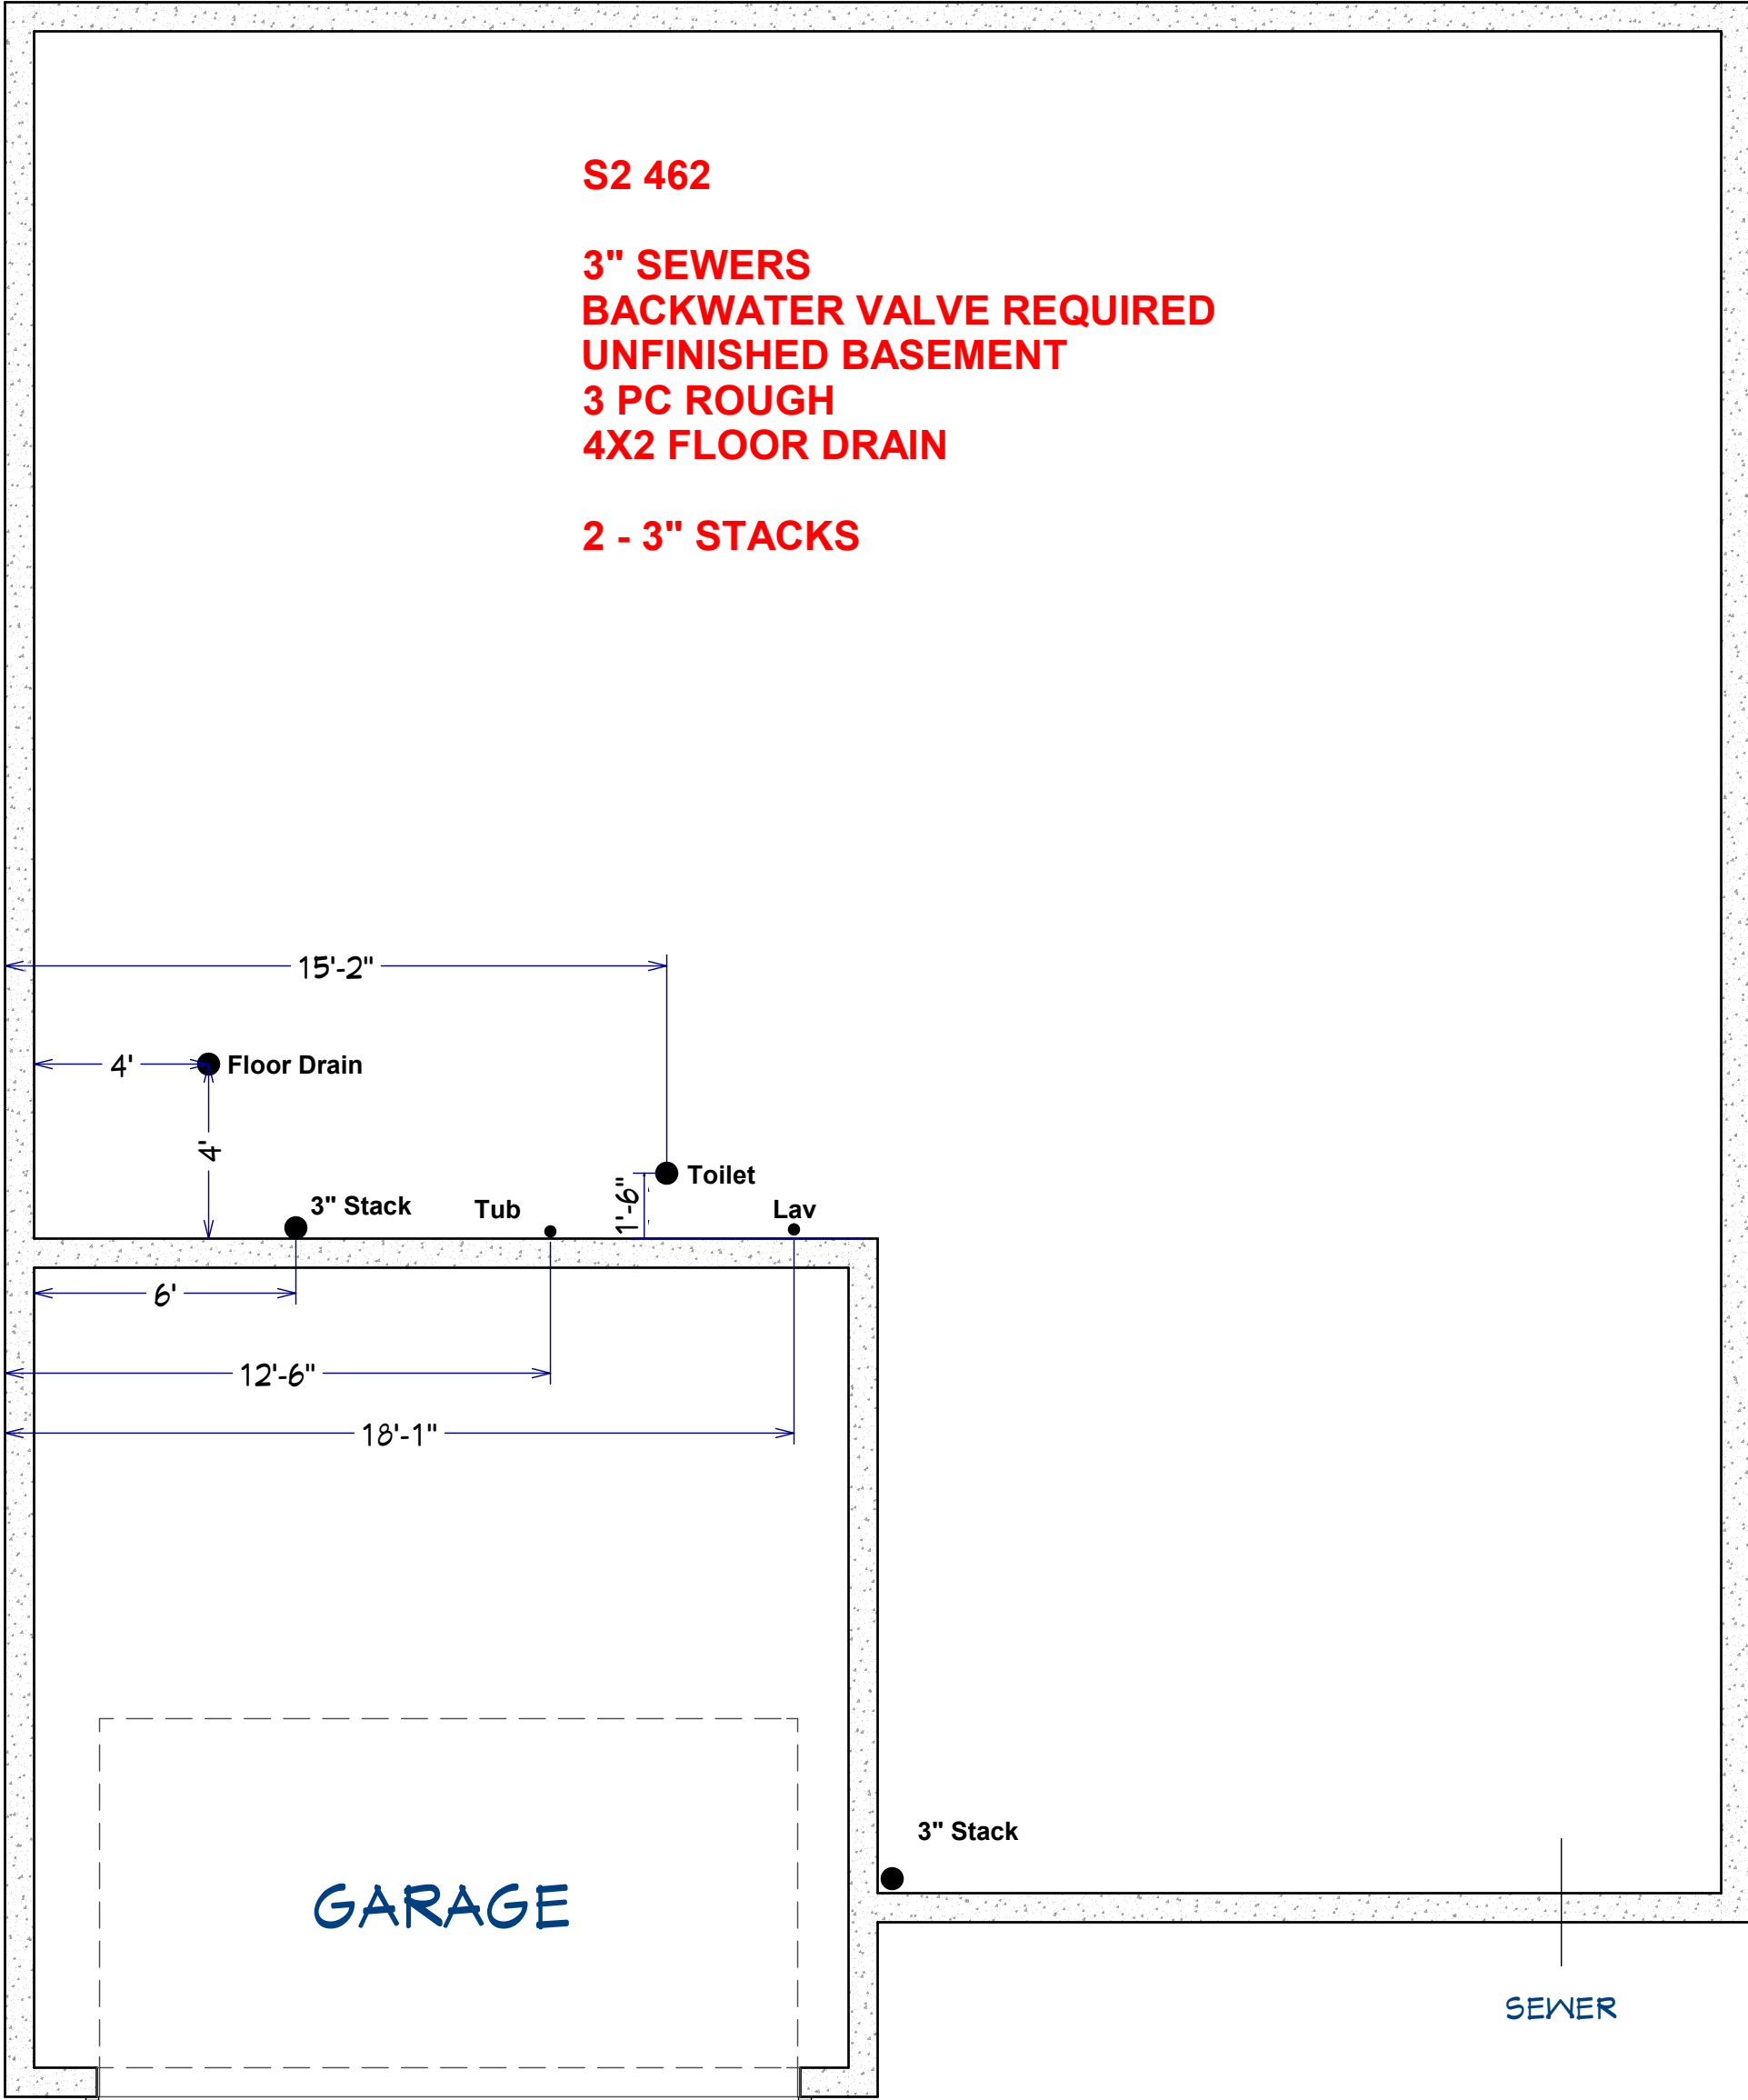 S2 462
3" SEWERS
BACKWATER VALVE REQUIRED
UNFINISHED BASEMENT
3 PC ROUGH
4X2 FLOOR DRAIN
2 - 3" STACKS
15'-2"
4'
Floor Drain
4'
1'-6"
Toilet
3" Stack
Tub
Lav
6'
12'-6"
18'-1"
3" Stack
GARAGE
SEWER